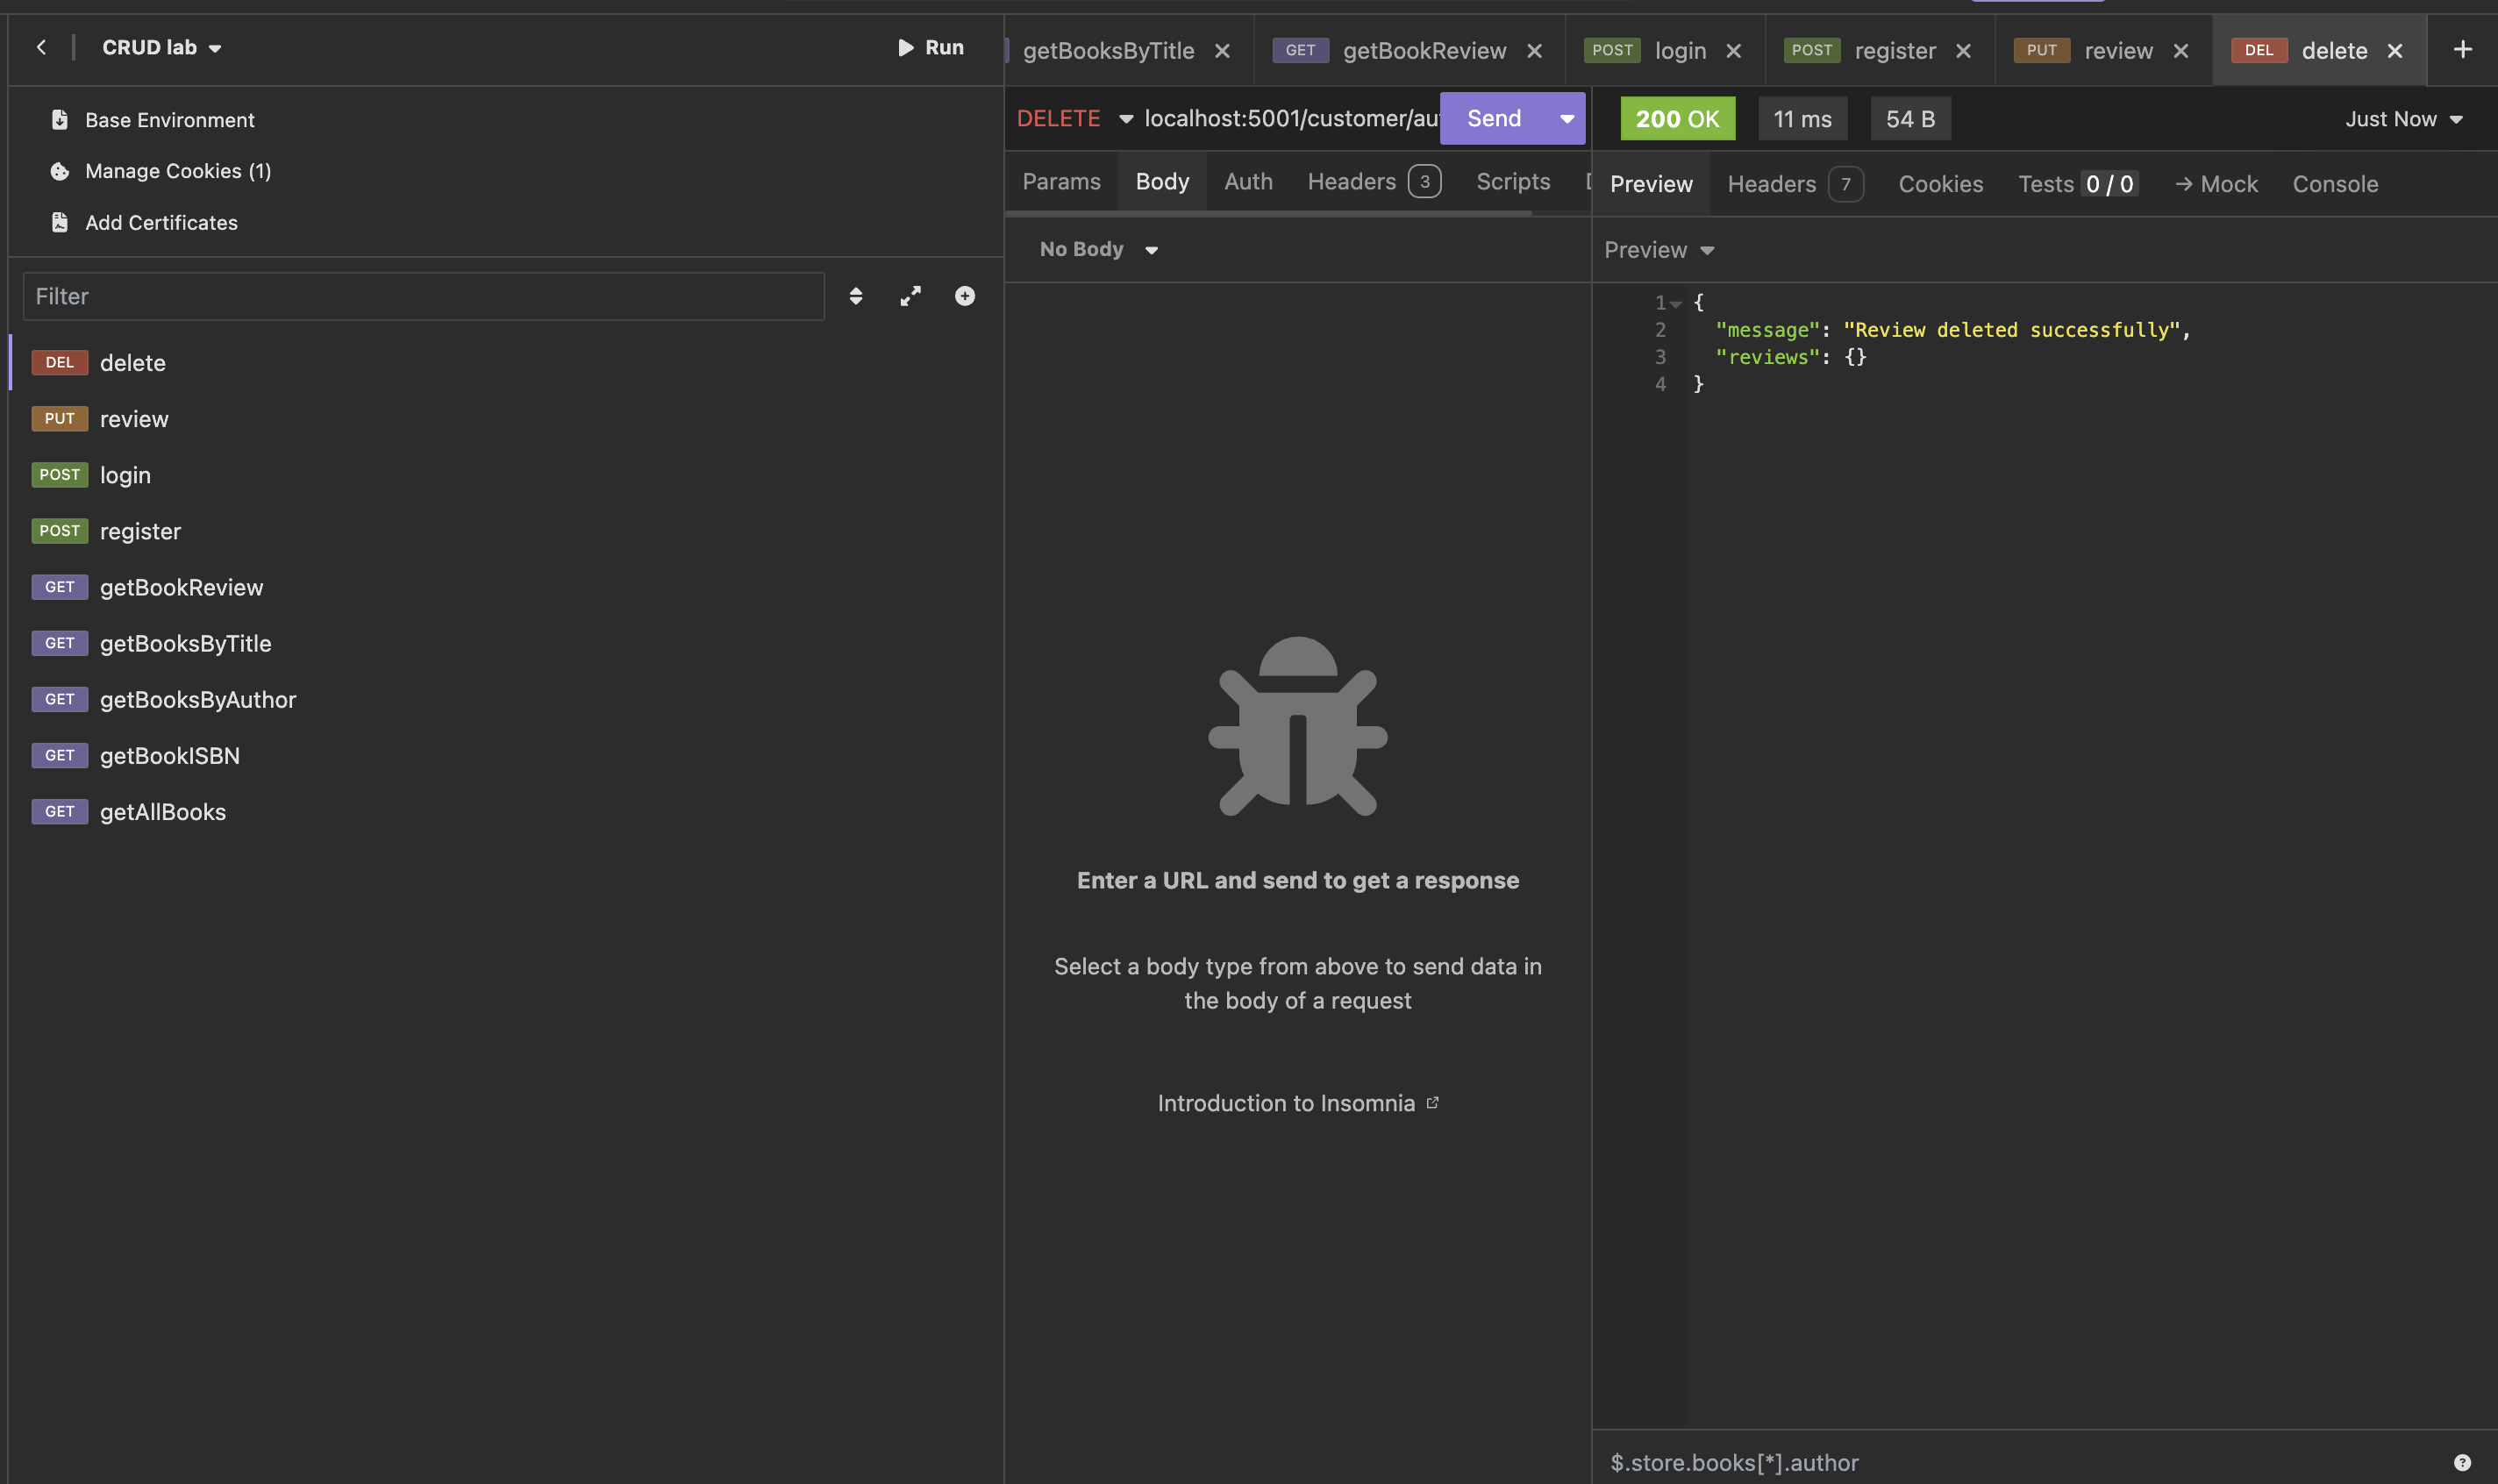 CRUD lab
Run
Base Environment
Manage Cookies (1)
Add Certificates
Filter
DEL delete
PUT review
POST login
POST register
GET getBookReview
GET getBooksByTitle
GET getBooksByAuthor
GET getBookISBN
GET getAllBooks
getBooksByTitle
GET getBookReview
POST login
POST register
PUT review
DEL delete
DELETE localhost:5001/customer/au
Send
Params Body Auth Headers 3 Scripts
No Body
Enter a URL and send to get a response
Select a body type from above to send data in
the body of a request
Introduction to Insomnia
200 OK 11 ms 54 B Just Now
Preview Headers 7 Cookies Tests 0 / 0 → Mock Console
Preview
1 {
2 "message": "Review deleted successfully",
3 "reviews": {}
4 }
$.store.books[*].author